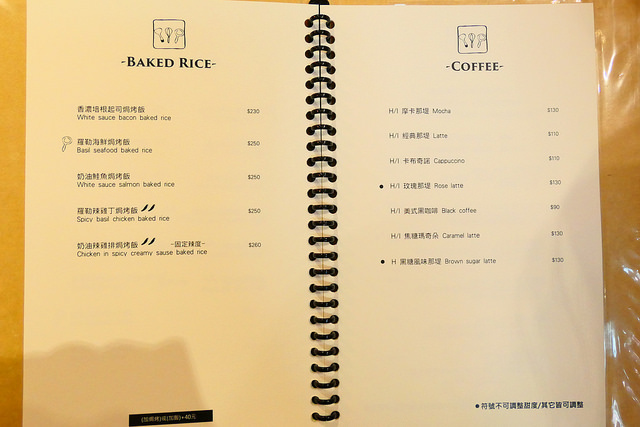 -BAKED RICE-
香濃培根起司焗烤飯 $230
White sauce bacon baked rice
羅勒海鮮焗烤飯 $250
Basil seafood baked rice
奶油鮭魚焗烤飯 $250
White sauce salmon baked rice
羅勒辣雞丁焗烤飯 $250
Spicy basil chicken baked rice
奶油辣雞排焗烤飯 -固定辣度- $260
Chicken in spicy creamy sause baked rice
-COFFEE-
H/I 摩卡那堤 Mocha $130
H/I 經典那堤 Latte $110
H/I 卡布奇諾 Cappucono $110
● H/I 玫瑰那堤 Rose latte $130
H/I 美式黑咖啡 Black coffee $90
H/I 焦糖瑪奇朵 Caramel latte $130
● H 黑糖風味那堤 Brown sugar latte $130
●符號不可調整甜度/其它皆可調整